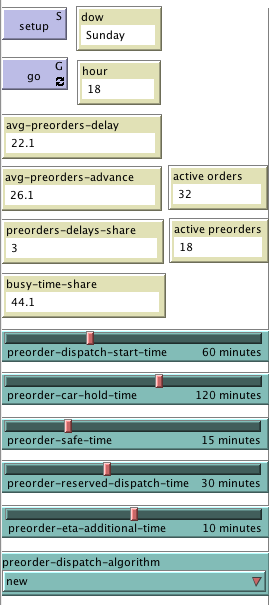 S
setup
dow
Sunday
G
go
hour
18
avg-preorders-delay
22.1
avg-preorders-advance
26.1
active orders
32
preorders-delays-share
3
active preorders
18
busy-time-share
44.1
preorder-dispatch-start-time 60 minutes
preorder-car-hold-time 120 minutes
preorder-safe-time 15 minutes
preorder-reserved-dispatch-time 30 minutes
preorder-eta-additional-time 10 minutes
preorder-dispatch-algorithm
new